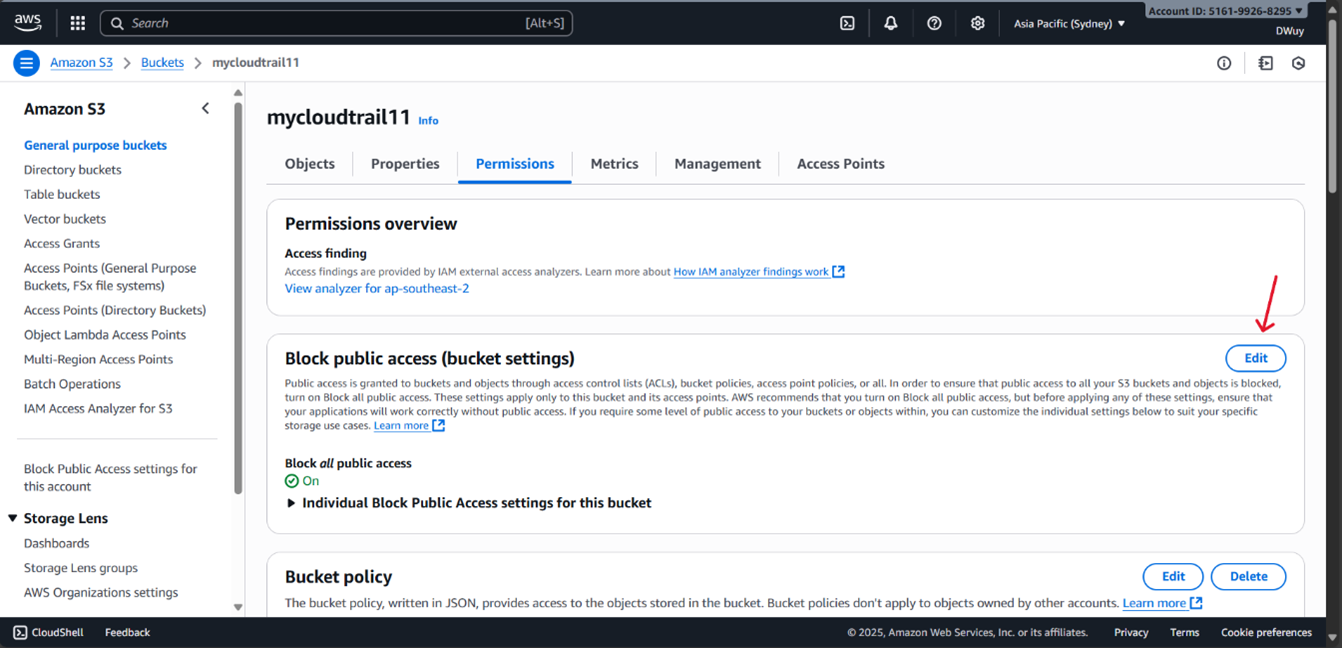 aws
Search
[Alt+S]
Asia Pacific (Sydney)
Account ID: 5161-9926-8295
DWuy
Amazon S3
Buckets
mycloudtrail11
Amazon S3
General purpose buckets
Directory buckets
Table buckets
Vector buckets
Access Grants
Access Points (General Purpose
Buckets, FSx file systems)
Access Points (Directory Buckets)
Object Lambda Access Points
Multi-Region Access Points
Batch Operations
IAM Access Analyzer for S3
Block Public Access settings for
this account
Storage Lens
Dashboards
Storage Lens groups
AWS Organizations settings
mycloudtrail11 Info
Objects
Properties
Permissions
Metrics
Management
Access Points
Permissions overview
Access finding
Access findings are provided by IAM external access analyzers. Learn more about How IAM analyzer findings work
View analyzer for ap-southeast-2
Block public access (bucket settings)
Edit
Public access is granted to buckets and objects through access control lists (ACLs), bucket policies, access point policies, or all. In order to ensure that public access to all your S3 buckets and objects is blocked,
turn on Block all public access. These settings apply only to this bucket and its access points. AWS recommends that you turn on Block all public access, but before applying any of these settings, ensure that
your applications will work correctly without public access. If you require some level of public access to your buckets or objects within, you can customize the individual settings below to suit your specific
storage use cases. Learn more
Block all public access
On
Individual Block Public Access settings for this bucket
Bucket policy
Edit
Delete
The bucket policy, written in JSON, provides access to the objects stored in the bucket. Bucket policies don't apply to objects owned by other accounts. Learn more
CloudShell
Feedback
© 2025, Amazon Web Services, Inc. or its affiliates.
Privacy
Terms
Cookie preferences